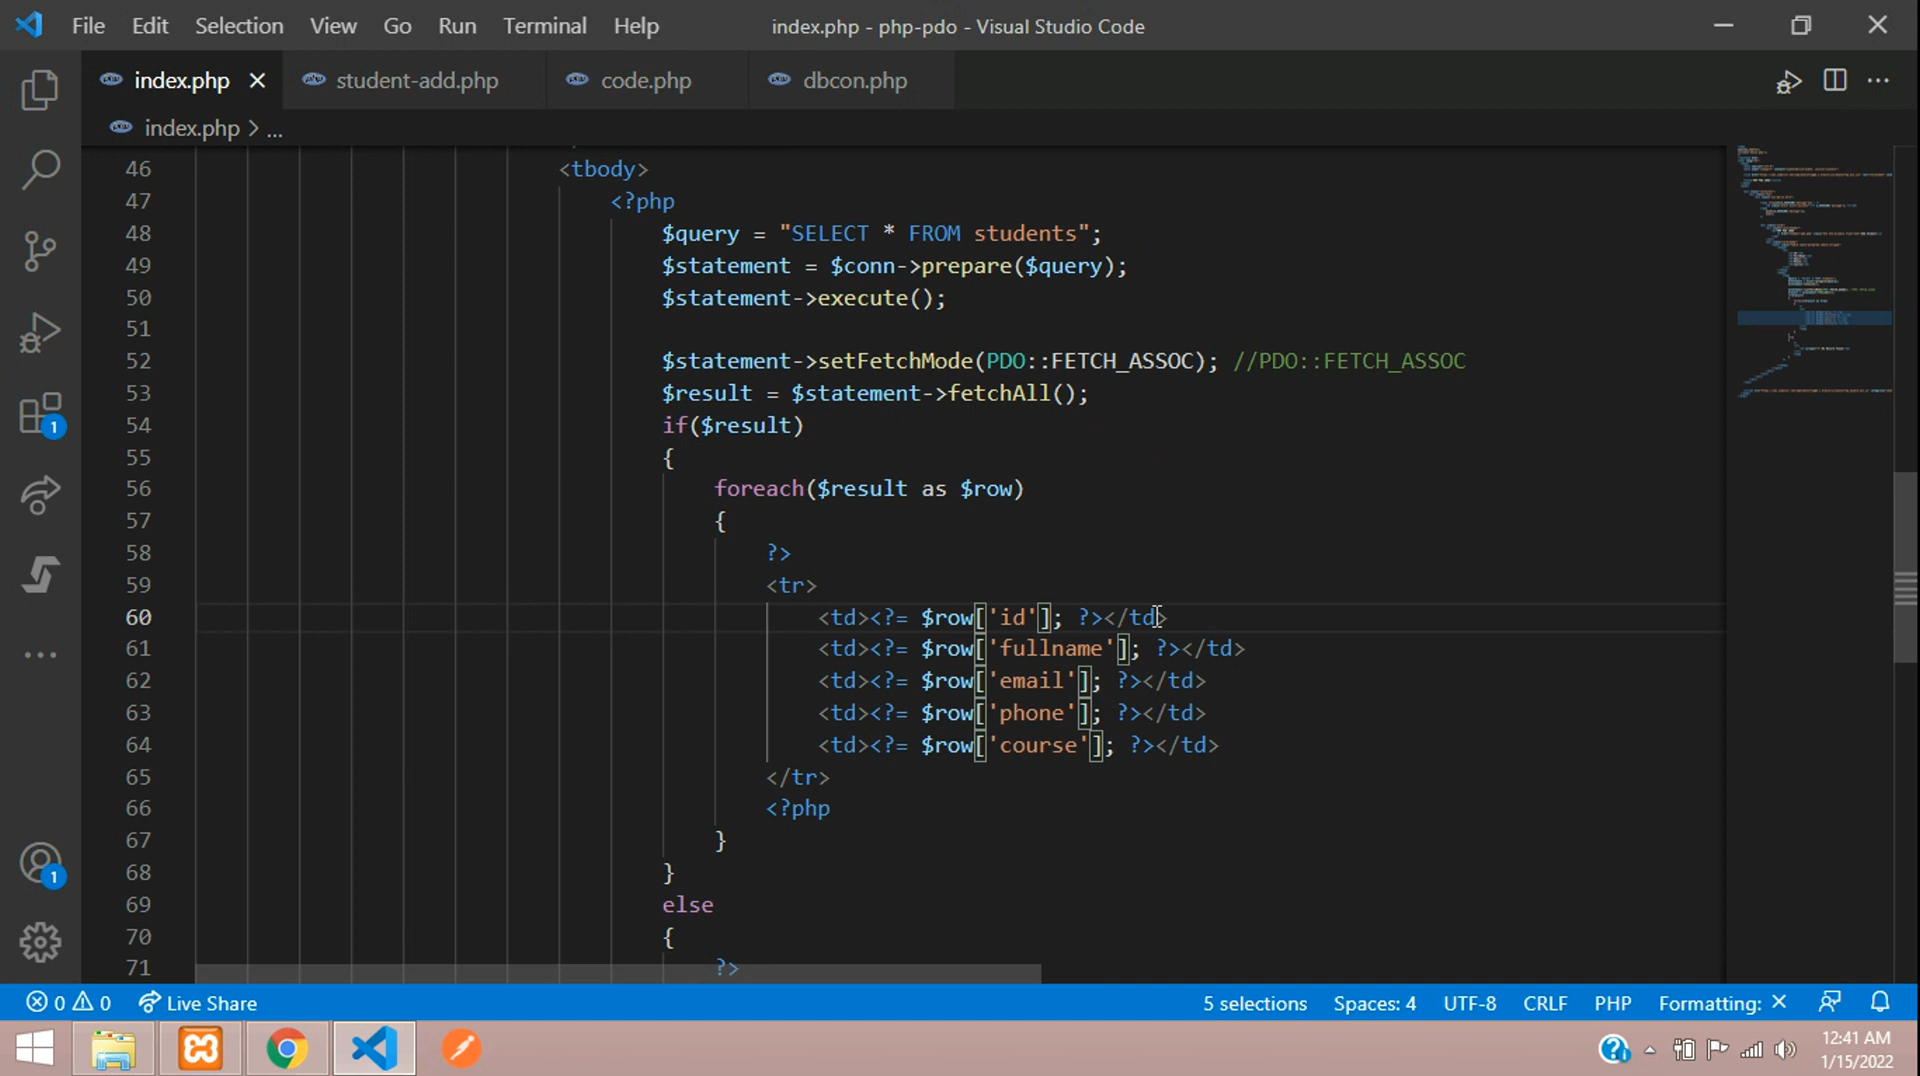 File Edit Selection View Go Run Terminal Help index.php - php-pdo - Visual Studio Code
index.php student-add.php code.php dbcon.php
index.php > ...
46 <tbody>
47 <?php
48 $query = "SELECT * FROM students";
49 $statement = $conn->prepare($query);
50 $statement->execute();
51
52 $statement->setFetchMode(PDO::FETCH_ASSOC); //PDO::FETCH_ASSOC
53 $result = $statement->fetchAll();
54 if($result)
55 {
56 foreach($result as $row)
57 {
58 ?>
59 <tr>
60 <td><?= $row['id']; ?></td>
61 <td><?= $row['fullname']; ?></td>
62 <td><?= $row['email']; ?></td>
63 <td><?= $row['phone']; ?></td>
64 <td><?= $row['course']; ?></td>
65 </tr>
66 <?php
67 }
68 }
69 else
70 {
71 ?>
1
1
0 0 Live Share 5 selections Spaces: 4 UTF-8 CRLF PHP Formatting: ×
12:41 AM
1/15/2022